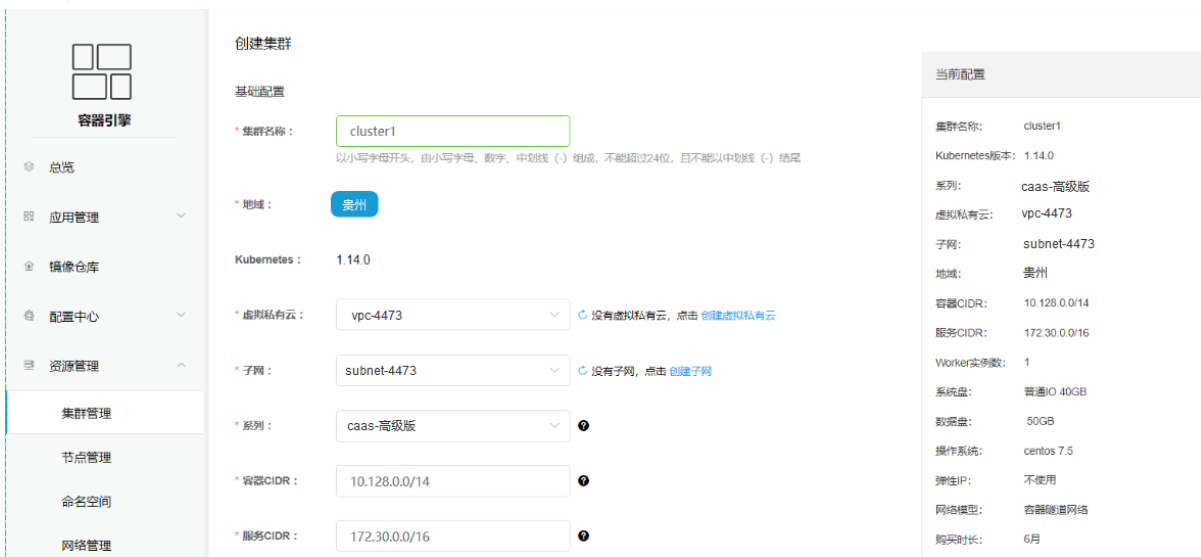 容器引擎
总览
应用管理
镜像仓库
配置中心
资源管理
集群管理
节点管理
命名空间
网络管理
创建集群
基础配置
* 集群名称：
cluster1
以小写字母开头，由小写字母、数字、中划线（-）组成，不能超过24位，且不能以中划线（-）结尾
* 地域：
贵州
Kubernetes：
1.14.0
* 虚拟私有云：
vpc-4473
没有虚拟私有云，点击 创建虚拟私有云
* 子网：
subnet-4473
没有子网，点击 创建子网
* 系列：
caas-高级版
* 容器CIDR：
10.128.0.0/14
* 服务CIDR：
172.30.0.0/16
当前配置
集群名称: cluster1
Kubernetes版本: 1.14.0
系列: caas-高级版
虚拟私有云: vpc-4473
子网: subnet-4473
地域: 贵州
容器CIDR: 10.128.0.0/14
服务CIDR: 172.30.0.0/16
Worker实例数: 1
系统盘: 普通IO 40GB
数据盘: 50GB
操作系统: centos 7.5
弹性IP: 不使用
网络模型: 容器隧道网络
购买时长: 6月